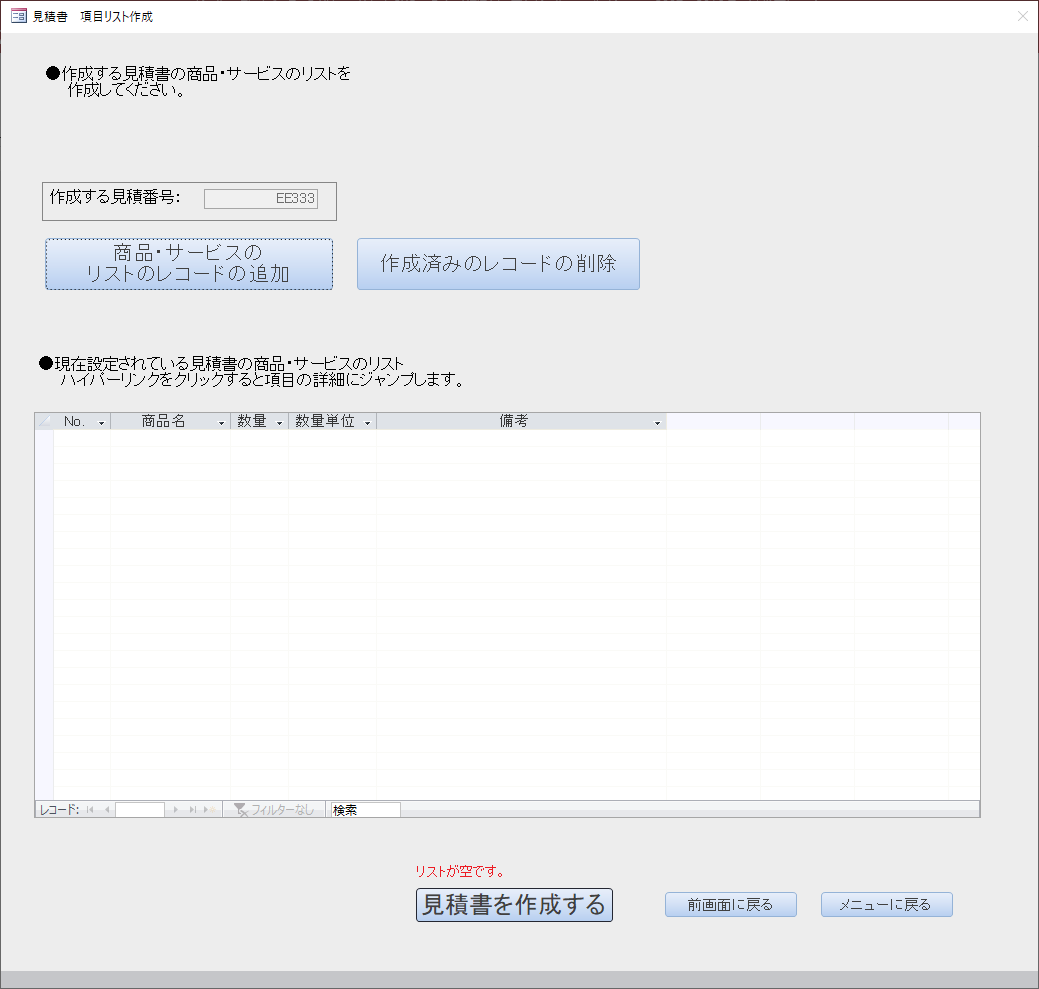 見積書　項目リスト作成
●作成する見積書の商品・サービスのリストを
作成してください。
作成する見積番号:
EE333
商品・サービスの
リストのレコードの追加
作成済みのレコードの削除
●現在設定されている見積書の商品・サービスのリスト
ハイパーリンクをクリックすると項目の詳細にジャンプします。
No. 商品名 数量 数量単位 備考
レコード: フィルターなし 検索
リストが空です。
見積書を作成する
前画面に戻る
メニューに戻る